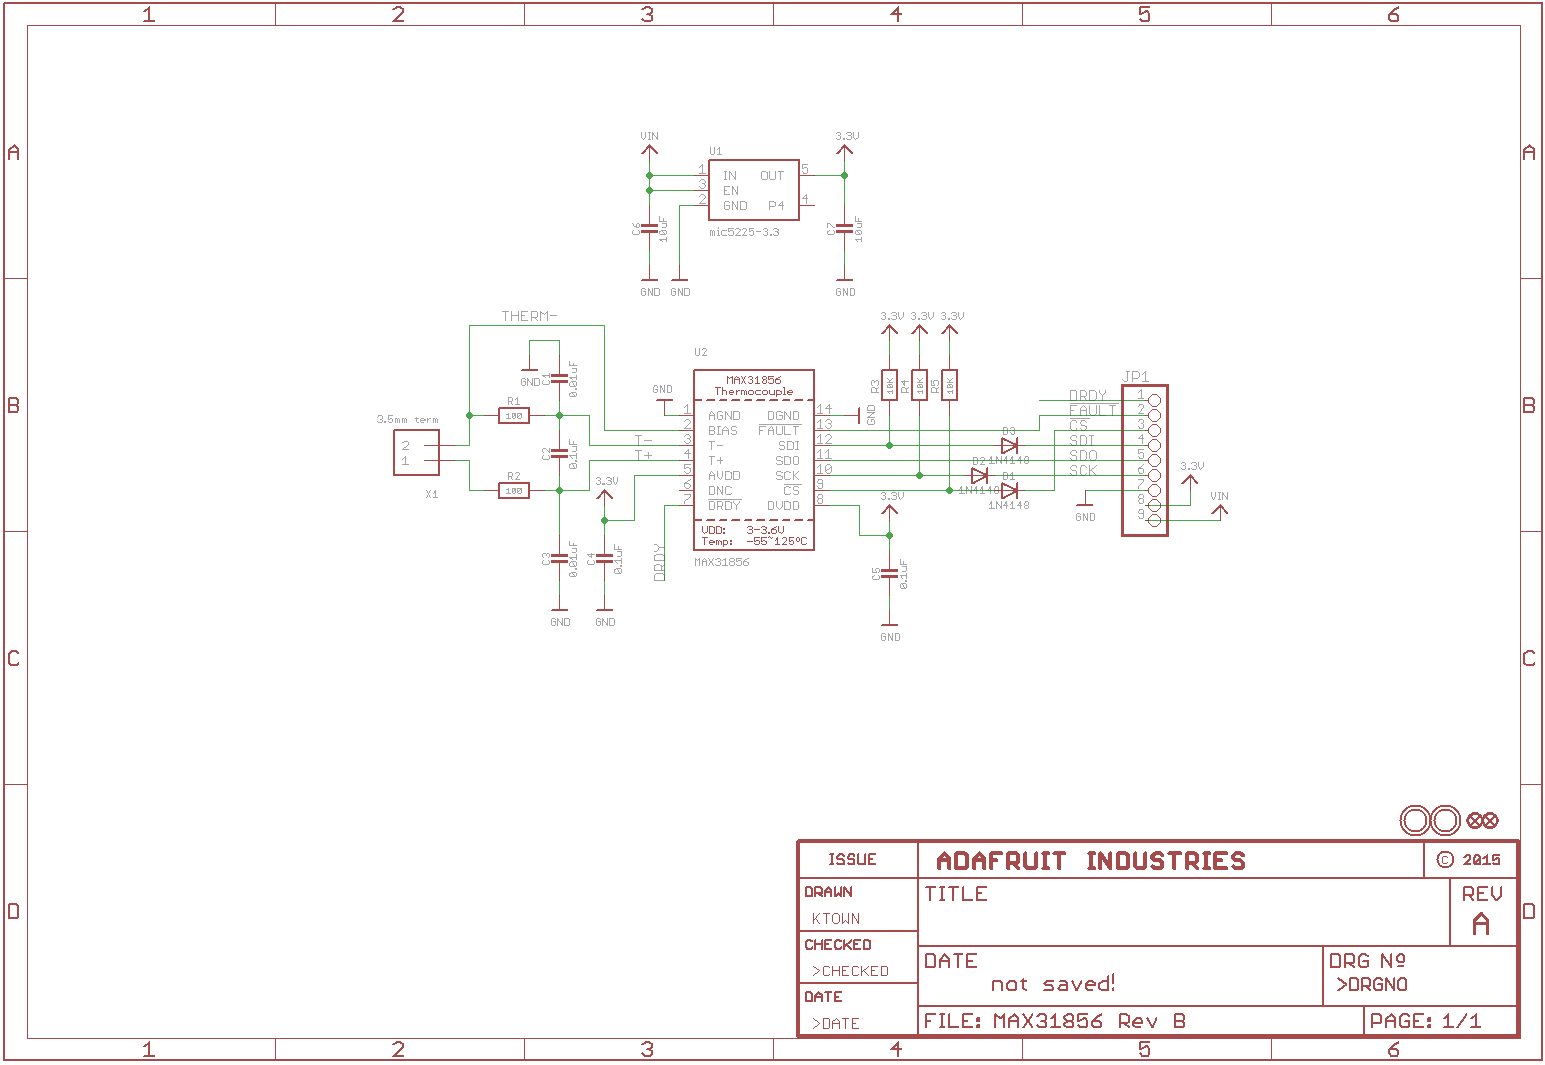 1 2 3 4 5 6
A A
VIN
3.3V
U1
1 IN OUT 5
3 EN
2 GND P4 4
mic5225-3.3
C6 10uF
C7 10uF
GND GND GND
B B
THERM-
3.3V 3.3V 3.3V
U2
MAX31856
Thermocouple
GND
1 AGND DGND 14
2 BIAS FAULT 13
3 T- SDI 12
4 T+ SDO 11
5 AVDD SCK 10
6 DNC CS 9
7 DRDY DVDD 8
VDD: 3-3.6V
Temp: -55~125ºC
MAX31856
GND
GND
C1 0.01uF
R1
100
3.5mm term
2
1
X1
C2 0.1uF
T-
T+
R2
100
3.3V
C3 0.01uF
C4 0.1uF
DRDY
GND GND
R3 10K
R4 10K
R5 10K
D3
1N4148
D2
1N4148
D1
1N4148
3.3V
C5 0.1uF
GND
JP1
DRDY 1
FAULT 2
CS 3
SDI 4
SDO 5
SCK 6
7
8
9
GND
3.3V
VIN
C C
D D
ISSUE
ADAFRUIT INDUSTRIES
© 2015
DRAWN
KTOWN
TITLE
REV
A
CHECKED
>CHECKED
DATE
not saved!
DRG Nº
>DRGNO
DATE
>DATE
FILE: MAX31856 Rev B
PAGE: 1/1
1 2 3 4 5 6